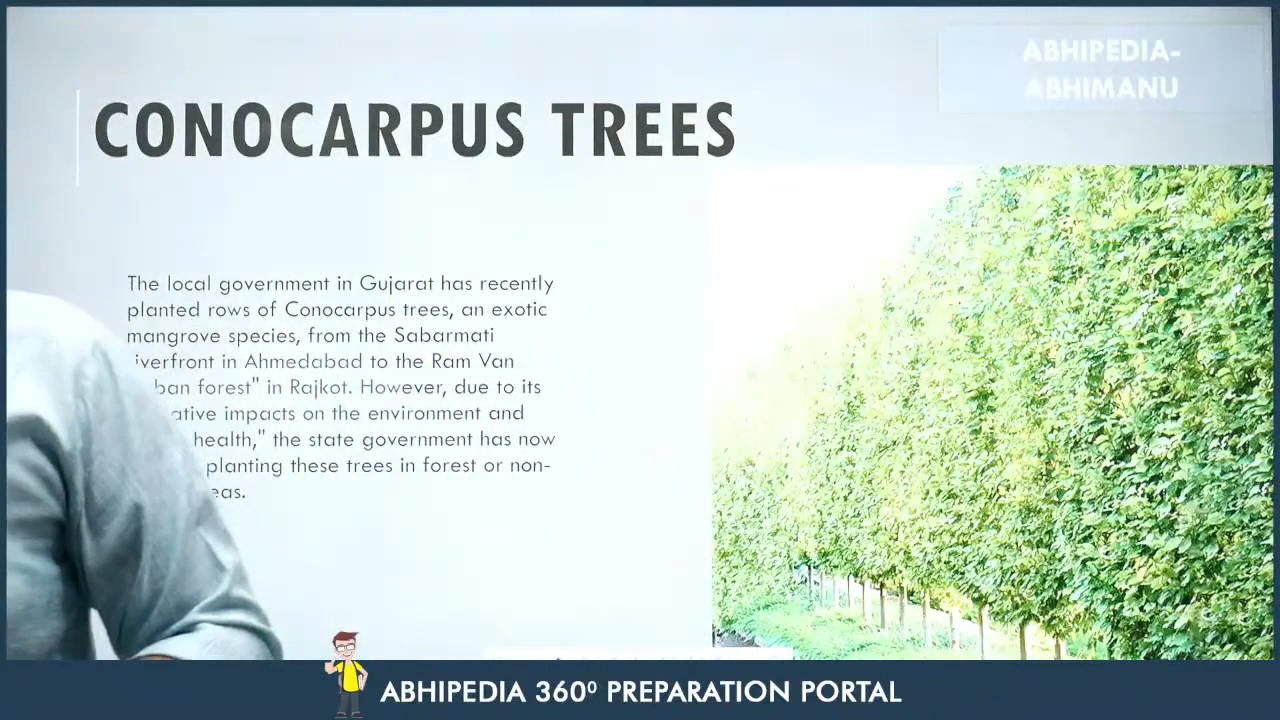 ABHIPEDIA-
ABHIMANU
CONOCARPUS TREES
The local government in Gujarat has recently
planted rows of Conocarpus trees, an exotic
mangrove species, from the Sabarmati
iverfront in Ahmedabad to the Ram Van
ban forest" in Rajkot. However, due to its
ative impacts on the environment and
health," the state government has now
planting these trees in forest or non-
eas.
ABHIPEDIA 360⁰ PREPARATION PORTAL